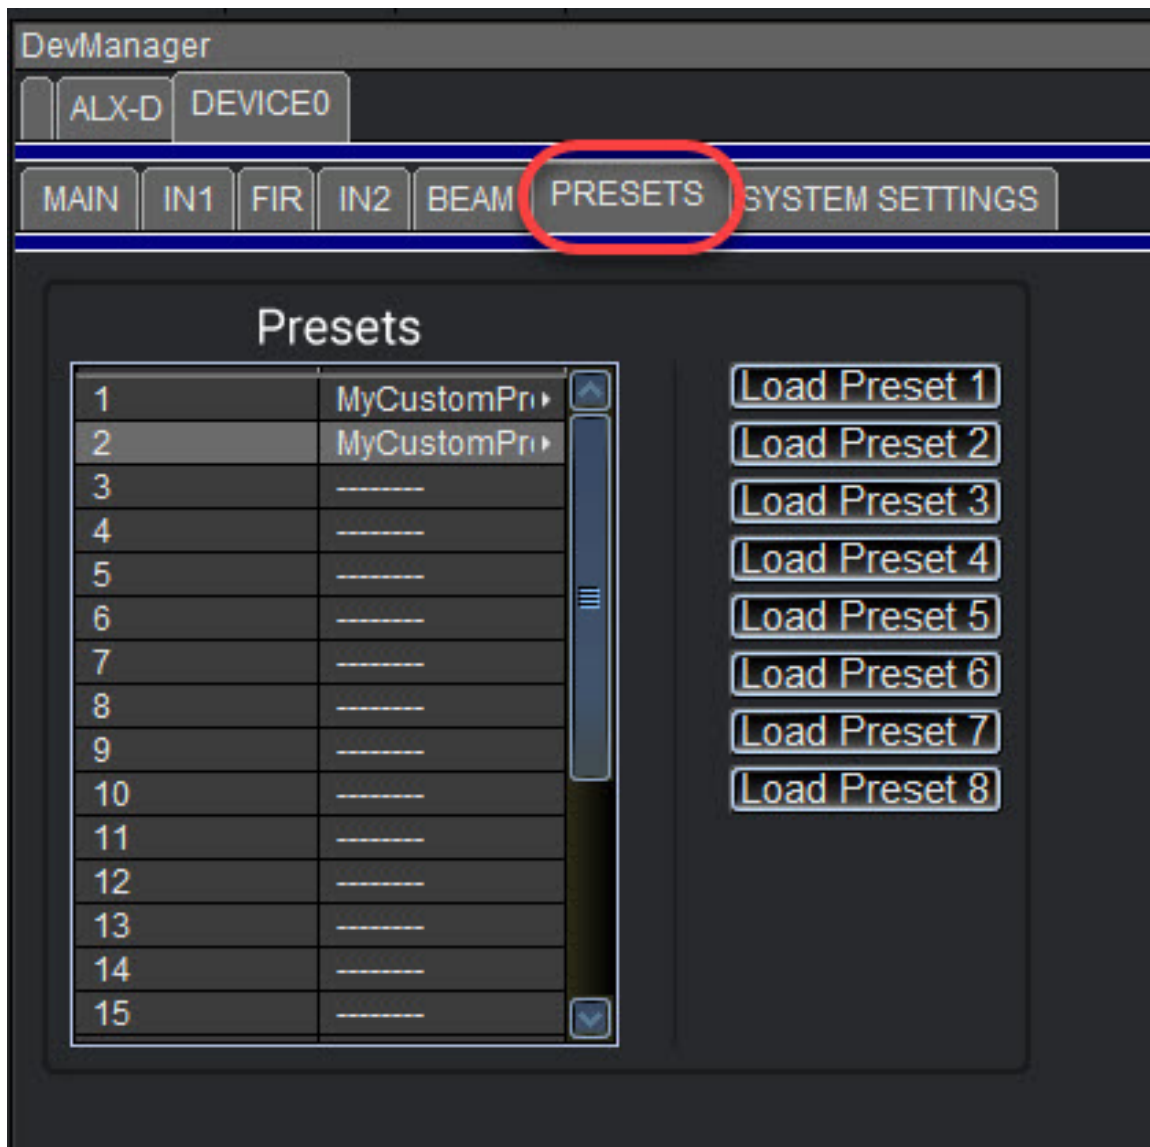 DevManager
ALX-D DEVICE0
MAIN IN1 FIR IN2 BEAM PRESETS SYSTEM SETTINGS
Presets
1 MyCustomPr
2 MyCustomPr
3 --------
4 --------
5 --------
6 --------
7 --------
8 --------
9 --------
10 --------
11 --------
12 --------
13 --------
14 --------
15 --------
Load Preset 1
Load Preset 2
Load Preset 3
Load Preset 4
Load Preset 5
Load Preset 6
Load Preset 7
Load Preset 8